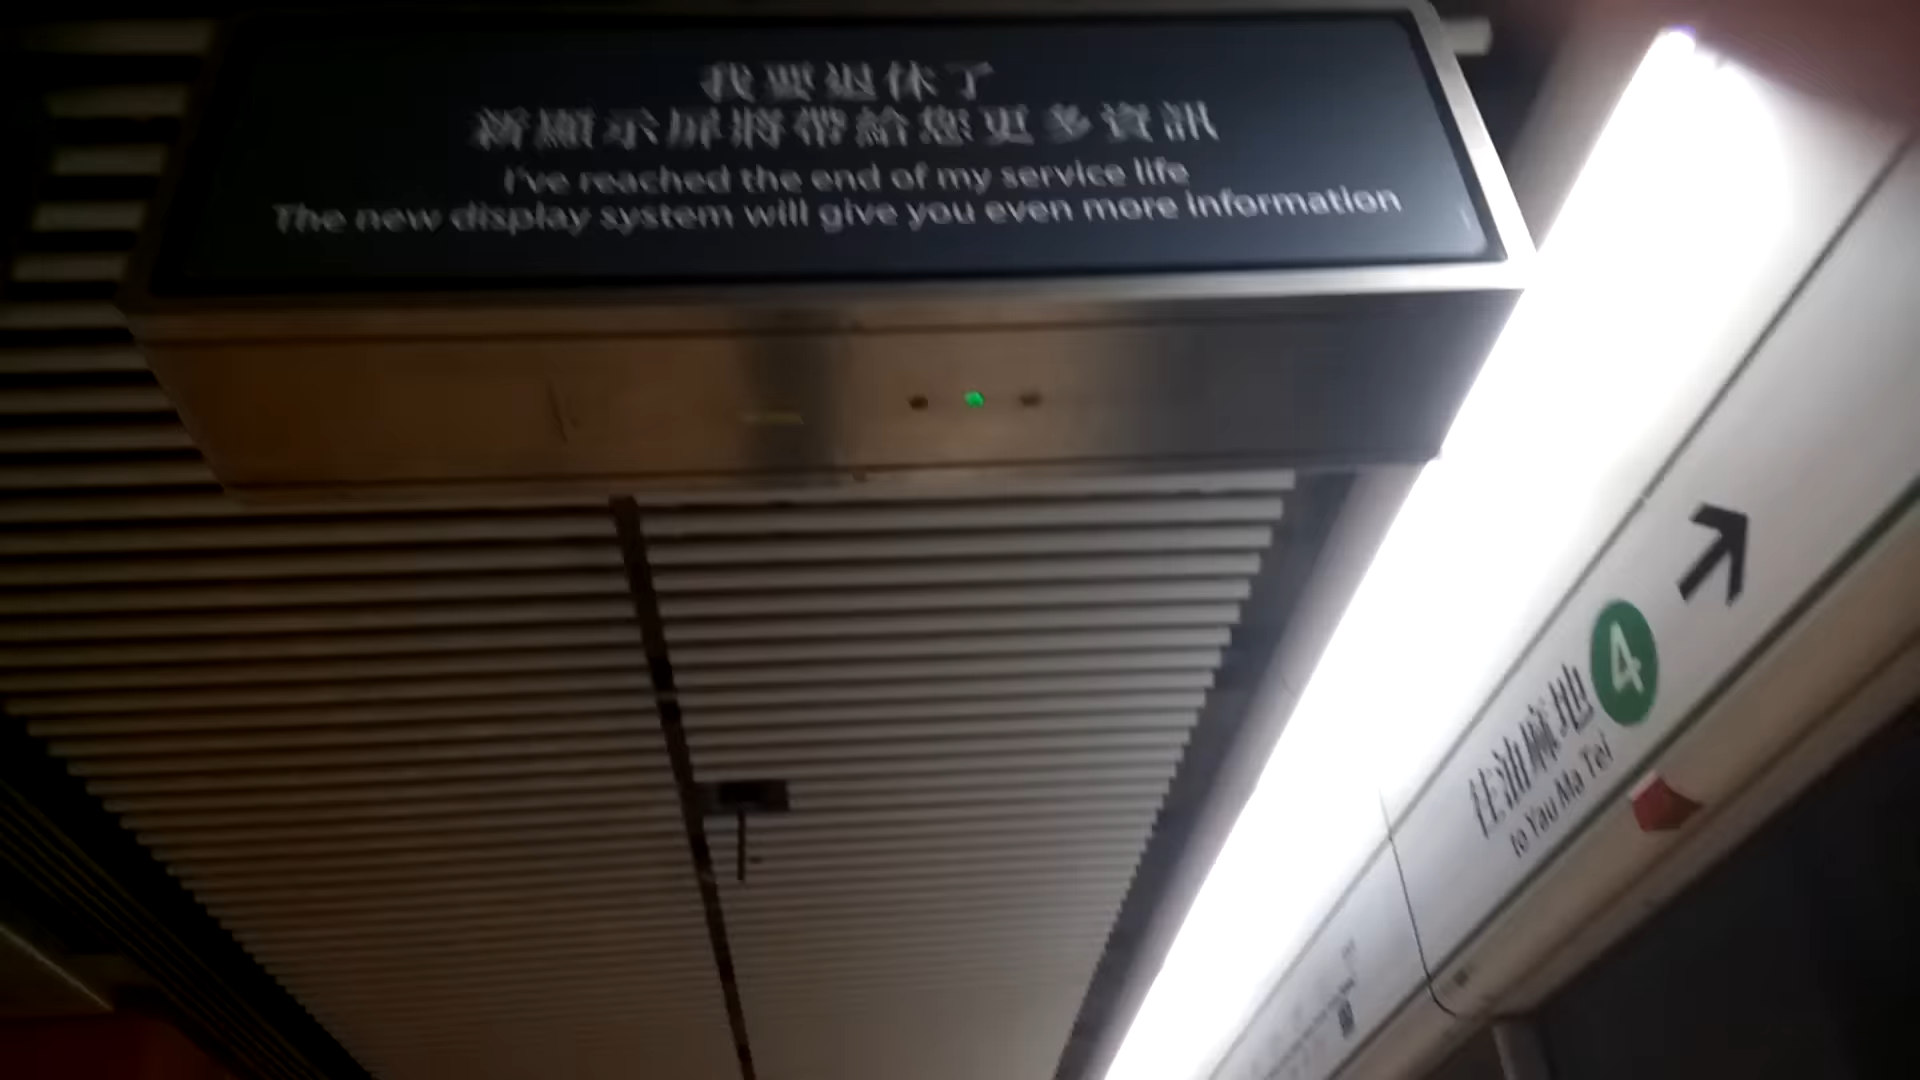 我要退休了
新顯示屏將帶給您更多資訊
I've reached the end of my service life
The new display system will give you even more information
4
往油麻地
to Yau Ma Tei